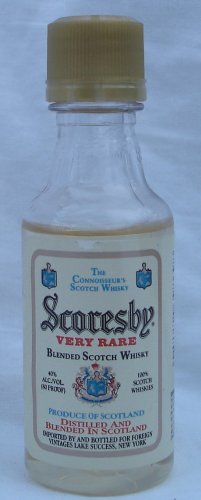 THE
CONNOISSEUR'S
SCOTCH WHISKY
Scoresby
VERY RARE
BLENDED SCOTCH WHISKY
40% ALC./VOL. (80 PROOF)
100% SCOTCH WHISKIES
PRODUCE OF SCOTLAND
DISTILLED AND
BLENDED IN SCOTLAND
IMPORTED BY AND BOTTLED FOR FOREIGN
VINTAGES LAKE SUCCESS, NEW YORK